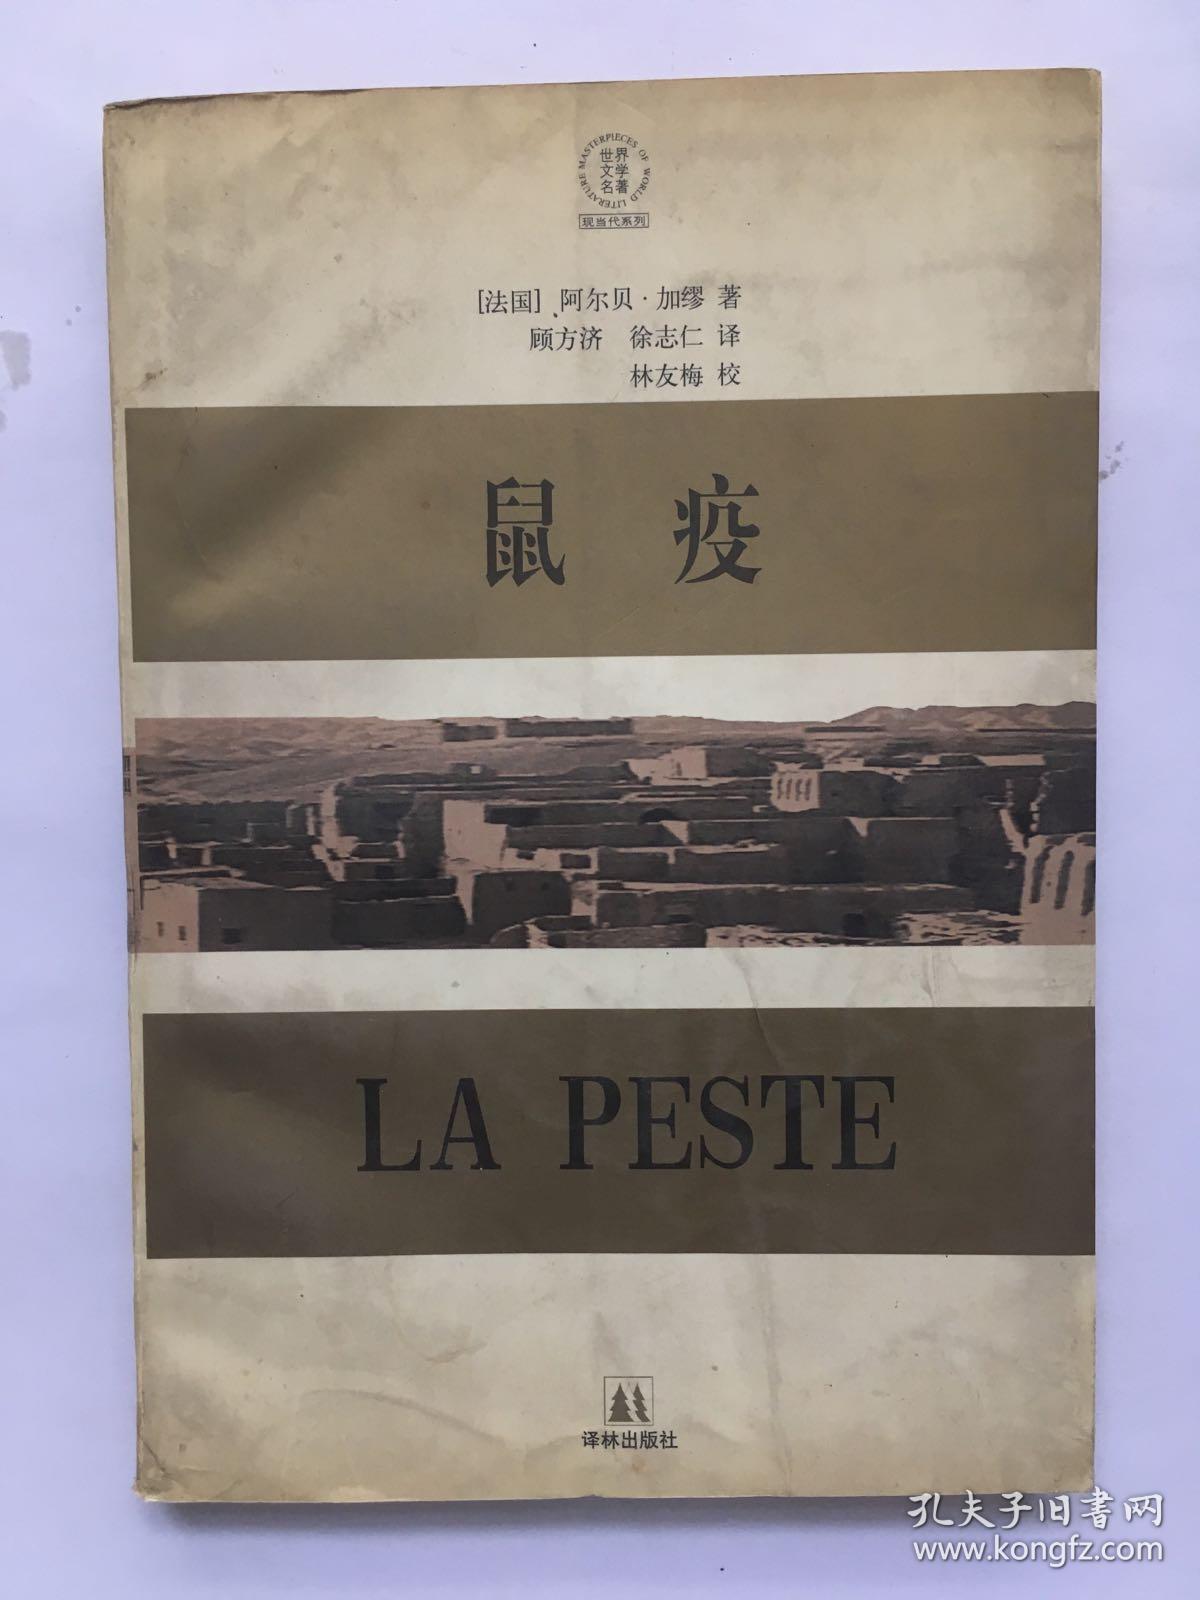 MASTERPIECES OF WORLD LITERATURE
世界
文学
名著
现当代系列
[法国] 阿尔贝·加缪 著
顾方济 徐志仁 译
林友梅 校
鼠 疫
LA PESTE
译林出版社
孔夫子旧书网
www.kongfz.com